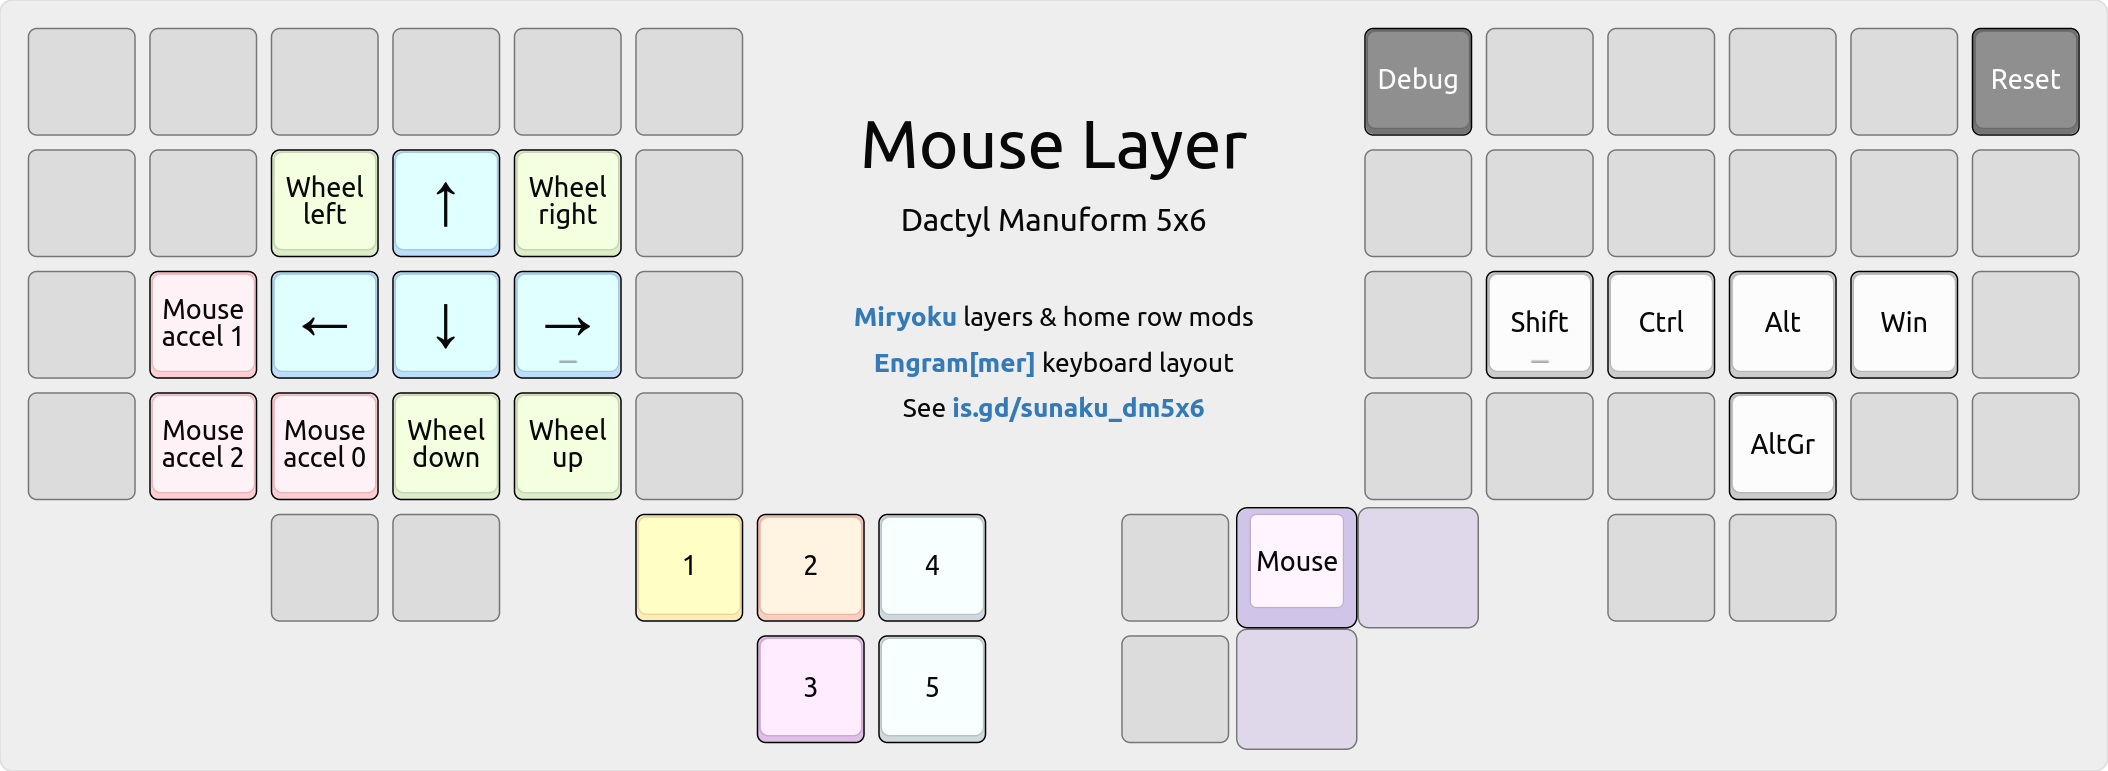 Debug
Reset
Mouse Layer
Wheel
left
↑
Wheel
right
Dactyl Manuform 5x6
Mouse
accel 1
←
↓
→
_
Miryoku layers & home row mods
Engram[mer] keyboard layout
See is.gd/sunaku_dm5x6
Shift
_
Ctrl
Alt
Win
Mouse
accel 2
Mouse
accel 0
Wheel
down
Wheel
up
AltGr
1
2
4
Mouse
3
5